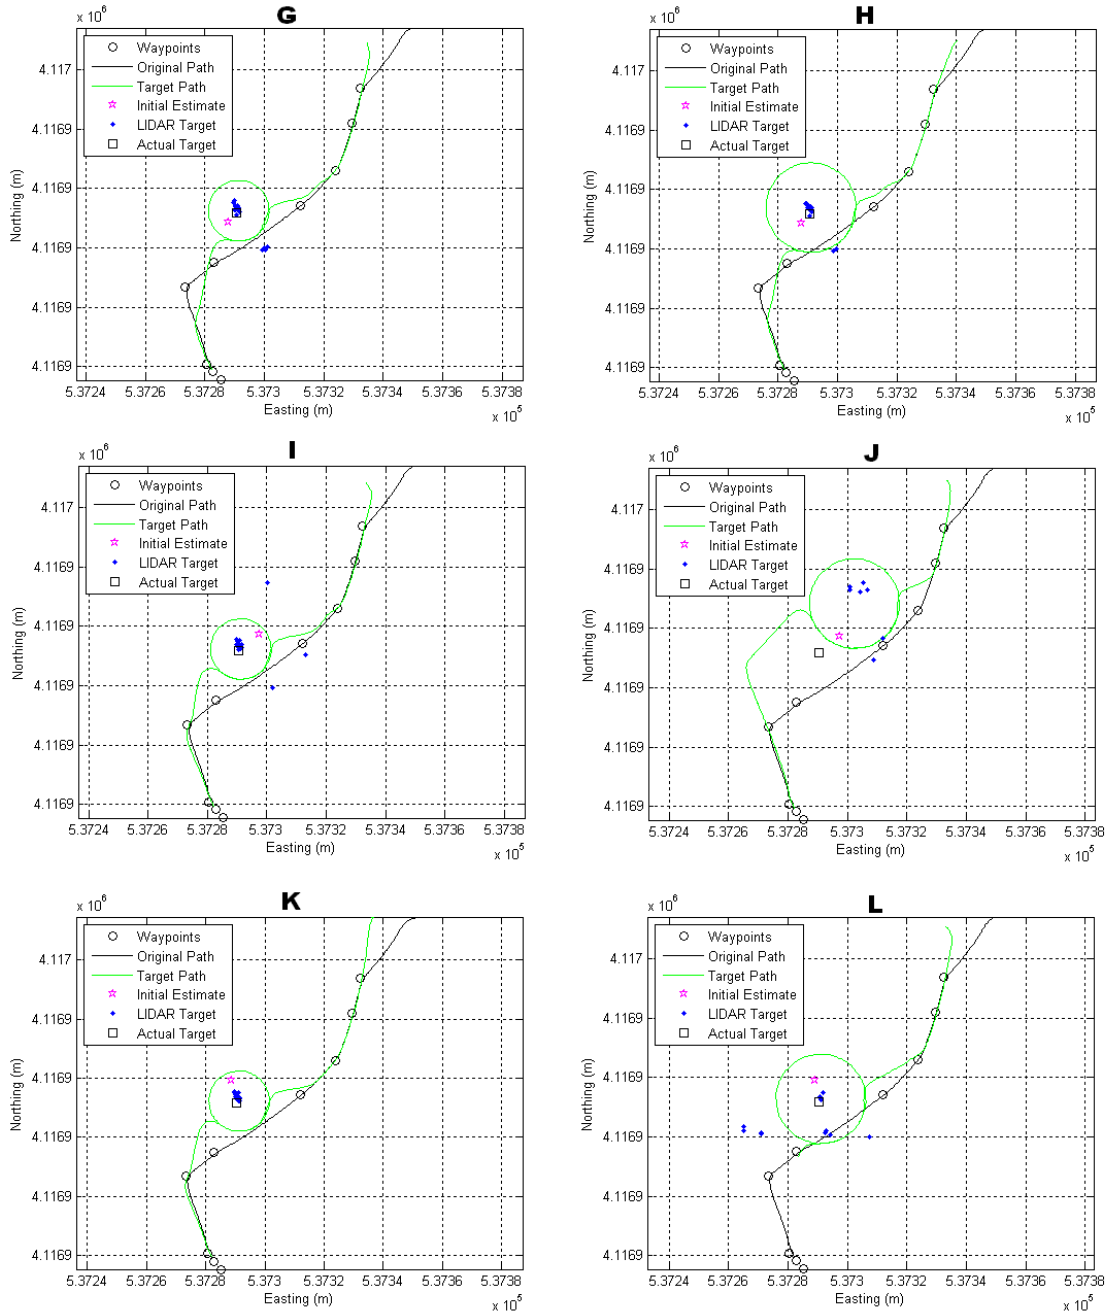 G
x 10^6
Waypoints
Original Path
Target Path
Initial Estimate
LIDAR Target
Actual Target
Northing (m)
4.117
4.1169
4.1169
4.1169
4.1169
4.1169
5.3724 5.3726 5.3728 5.373 5.3732 5.3734 5.3736 5.3738
Easting (m)
x 10^5
H
x 10^6
Waypoints
Original Path
Target Path
Initial Estimate
LIDAR Target
Actual Target
Northing (m)
4.117
4.1169
4.1169
4.1169
4.1169
4.1169
5.3724 5.3726 5.3728 5.373 5.3732 5.3734 5.3736 5.3738
Easting (m)
x 10^5
I
x 10^6
Waypoints
Original Path
Target Path
Initial Estimate
LIDAR Target
Actual Target
Northing (m)
4.117
4.1169
4.1169
4.1169
4.1169
4.1169
5.3724 5.3726 5.3728 5.373 5.3732 5.3734 5.3736 5.3738
Easting (m)
x 10^5
J
x 10^6
Waypoints
Original Path
Target Path
Initial Estimate
LIDAR Target
Actual Target
Northing (m)
4.117
4.1169
4.1169
4.1169
4.1169
4.1169
5.3724 5.3726 5.3728 5.373 5.3732 5.3734 5.3736 5.3738
Easting (m)
x 10^5
K
x 10^6
Waypoints
Original Path
Target Path
Initial Estimate
LIDAR Target
Actual Target
Northing (m)
4.117
4.1169
4.1169
4.1169
4.1169
4.1169
5.3724 5.3726 5.3728 5.373 5.3732 5.3734 5.3736 5.3738
Easting (m)
x 10^5
L
x 10^6
Waypoints
Original Path
Target Path
Initial Estimate
LIDAR Target
Actual Target
Northing (m)
4.117
4.1169
4.1169
4.1169
4.1169
4.1169
5.3724 5.3726 5.3728 5.373 5.3732 5.3734 5.3736 5.3738
Easting (m)
x 10^5